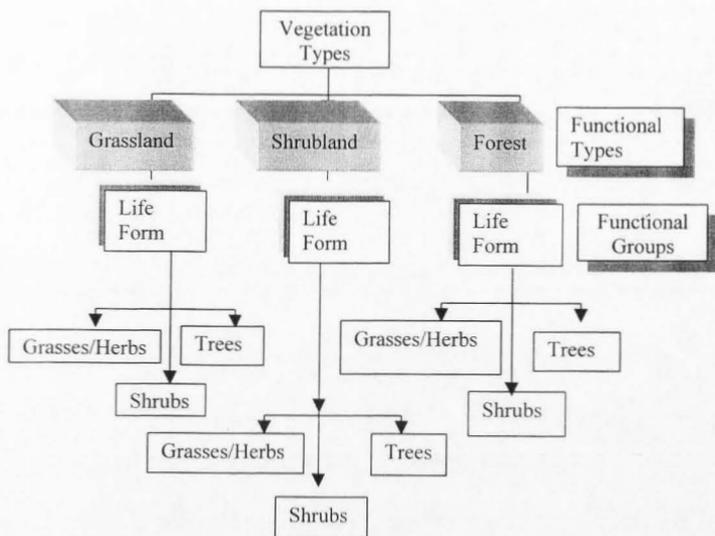 Vegetation
Types
Grassland
Shrubland
Forest
Functional
Types
Life
Form
Life
Form
Life
Form
Functional
Groups
Grasses/Herbs
Trees
Shrubs
Grasses/Herbs
Trees
Shrubs
Grasses/Herbs
Trees
Shrubs